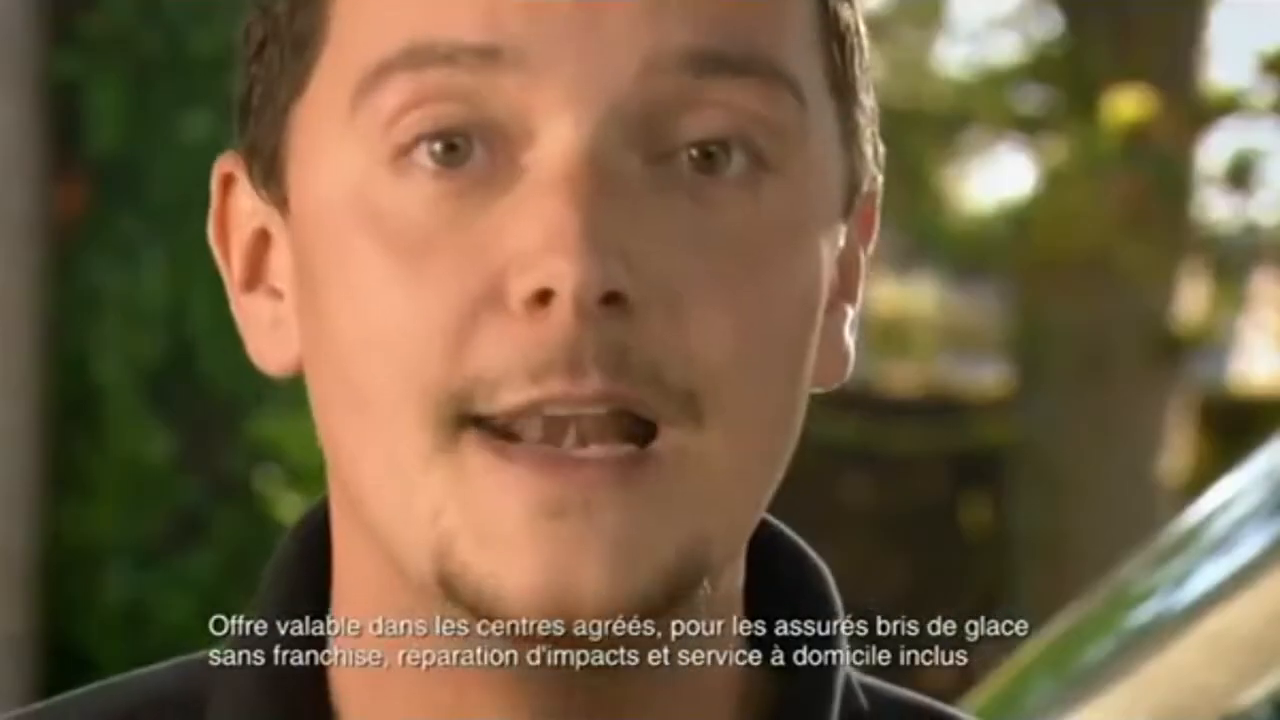 Offre valable dans les centres agréés, pour les assurés bris de glace
sans franchise, réparation d'impacts et service à domicile inclus